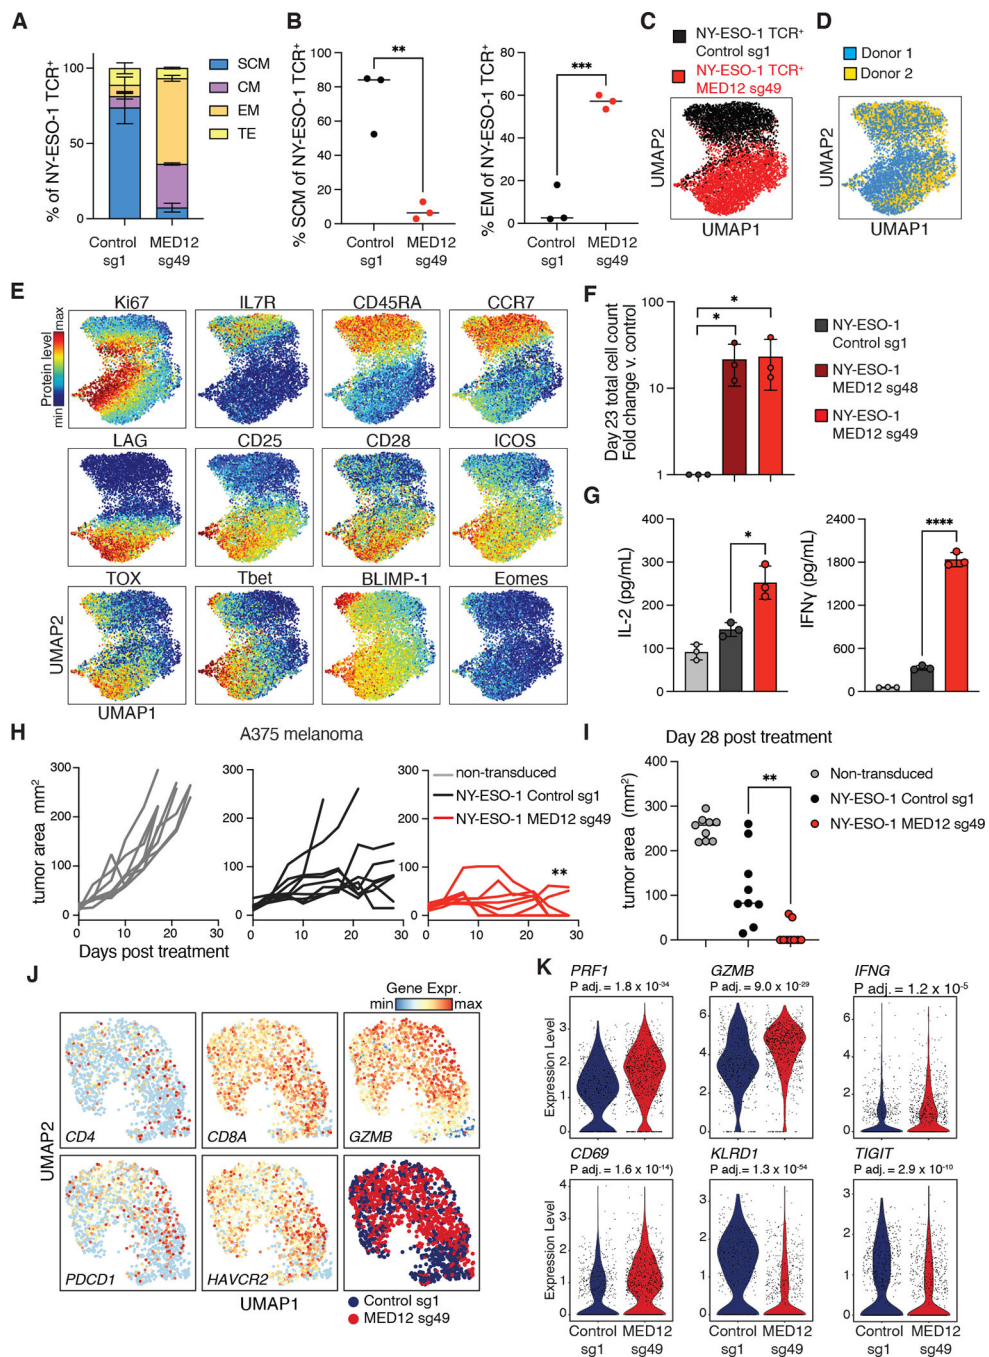 A
% of NY-ESO-1 TCR⁺
100
50
0
Control
sg1
MED12
sg49
SCM
CM
EM
TE
B
% SCM of NY-ESO-1 TCR⁺
100
80
60
40
20
0
**
Control
sg1
MED12
sg49
% EM of NY-ESO-1 TCR⁺
80
60
40
20
0
***
Control
sg1
MED12
sg49
C
NY-ESO-1 TCR⁺
Control sg1
NY-ESO-1 TCR⁺
MED12 sg49
UMAP2
UMAP1
D
Donor 1
Donor 2
UMAP2
UMAP1
E
Ki67
IL7R
CD45RA
CCR7
Protein level
min
max
LAG
CD25
CD28
ICOS
TOX
Tbet
BLIMP-1
Eomes
UMAP2
UMAP1
F
Day 23 total cell count
Fold change v. control
100
10
1
*
*
NY-ESO-1
Control sg1
NY-ESO-1
MED12 sg48
NY-ESO-1
MED12 sg49
G
IL-2 (pg/mL)
400
300
200
100
0
*
IFNγ (pg/mL)
2400
1800
1200
600
0
****
H
A375 melanoma
tumor area mm²
300
200
100
0
0 10 20 30
Days post treatment
300
200
100
0
0 10 20 30
300
200
100
0
0 10 20 30
non-transduced
NY-ESO-1 Control sg1
NY-ESO-1 MED12 sg49
**
I
Day 28 post treatment
tumor area (mm²)
400
300
200
100
0
**
Non-transduced
NY-ESO-1 Control sg1
NY-ESO-1 MED12 sg49
J
Gene Expr.
min
max
CD4
CD8A
GZMB
PDCD1
HAVCR2
UMAP2
UMAP1
Control sg1
MED12 sg49
K
PRF1
P adj. = 1.8 x 10⁻³⁴
GZMB
P adj. = 9.0 x 10⁻²⁹
IFNG
P adj. = 1.2 x 10⁻⁵
Expression Level
3
2
1
0
6
4
2
0
6
4
2
0
CD69
P adj. = 1.6 x 10⁻¹⁴)
KLRD1
P adj. = 1.3 x 10⁻⁵⁴
TIGIT
P adj. = 2.9 x 10⁻¹⁰
Expression Level
4
3
2
1
0
3
2
1
0
3
2
1
0
Control
sg1
MED12
sg49
Control
sg1
MED12
sg49
Control
sg1
MED12
sg49